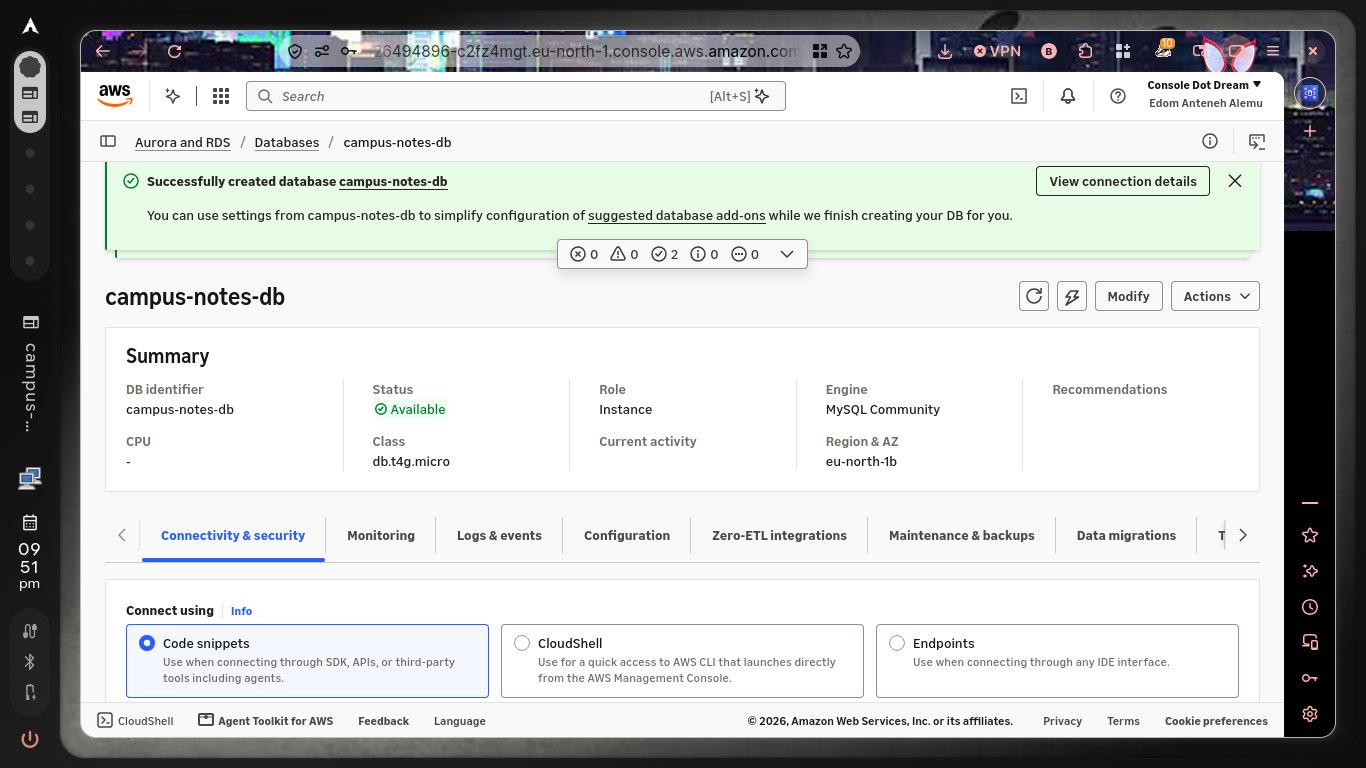 26494896-c2fz4mgt.eu-north-1.console.aws.amazon.com
VPN
B
10
aws
Search
[Alt+S]
Console Dot Dream
Edom Anteneh Alemu
Aurora and RDS / Databases / campus-notes-db
Successfully created database campus-notes-db
View connection details
You can use settings from campus-notes-db to simplify configuration of suggested database add-ons while we finish creating your DB for you.
0 0 2 0 0
campus-notes-db
Modify
Actions
Summary
DB identifier
campus-notes-db
Status
Available
Role
Instance
Engine
MySQL Community
Recommendations
CPU
-
Class
db.t4g.micro
Current activity
Region & AZ
eu-north-1b
Connectivity & security
Monitoring
Logs & events
Configuration
Zero-ETL integrations
Maintenance & backups
Data migrations
T
Connect using
Info
Code snippets
Use when connecting through SDK, APIs, or third-party
tools including agents.
CloudShell
Use for a quick access to AWS CLI that launches directly
from the AWS Management Console.
Endpoints
Use when connecting through any IDE interface.
CloudShell
Agent Toolkit for AWS
Feedback
Language
© 2026, Amazon Web Services, Inc. or its affiliates.
Privacy
Terms
Cookie preferences
campus-...
09
51
pm